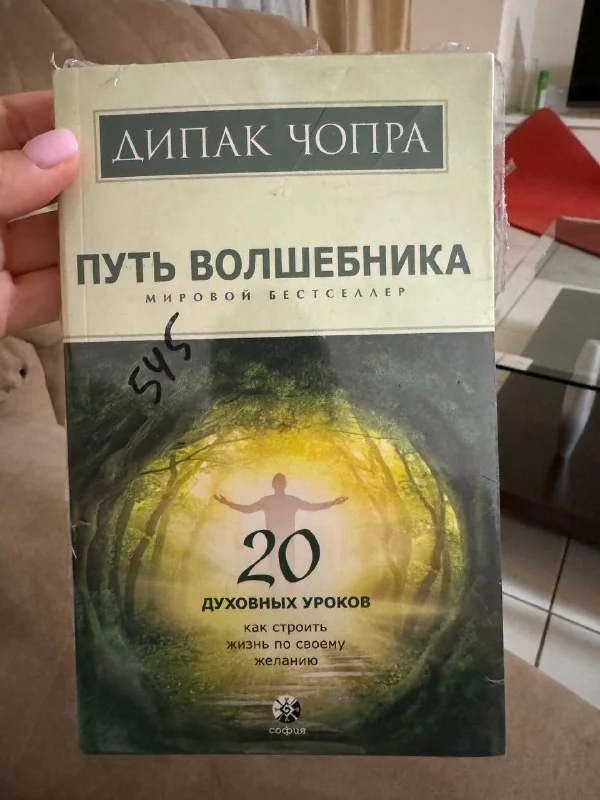 ДИПАК ЧОПРА
ПУТЬ ВОЛШЕБНИКА
МИРОВОЙ БЕСТСЕЛЛЕР
545
20
ДУХОВНЫХ УРОКОВ
как строить
жизнь по своему
желанию
СОФИЯ